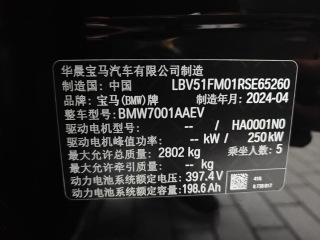 华晨宝马汽车有限公司制造
制造国: 中国 LBV51FM01RSE65260
品牌: 宝马(BMW)牌 制造年月: 2024-04
整车型号: BMW7001AAEV
驱动电机型号: -- / HA0001N0
驱动电机峰值功率: -- kW / 250 kW
最大允许总质量: 2802 kg 乘坐人数: 5
最大允许牵引质量: -- kg
动力电池系统额定电压: 397.4V
动力电池系统额定容量: 198.6Ah